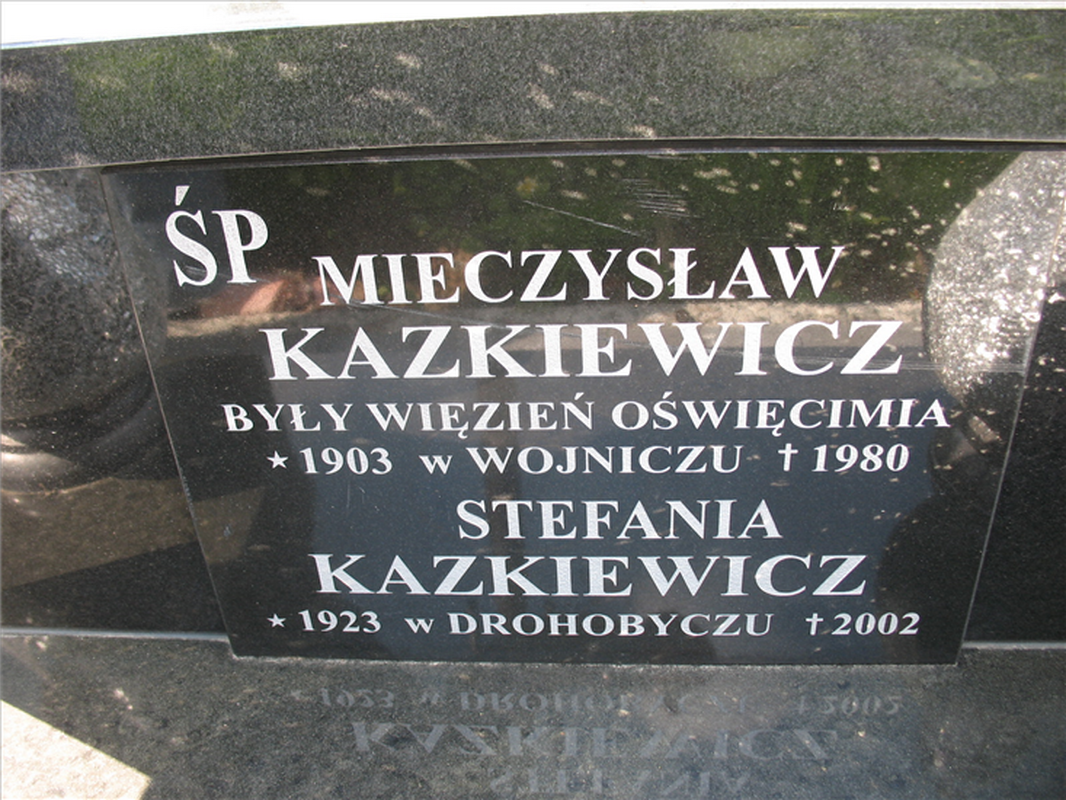 ŚP
MIECZYSŁAW
KAZKIEWICZ
BYŁY WIĘZIEŃ OŚWIĘCIMIA
★ 1903 w WOJNICZU † 1980
STEFANIA
KAZKIEWICZ
★ 1923 w DROHOBYCZU † 2002